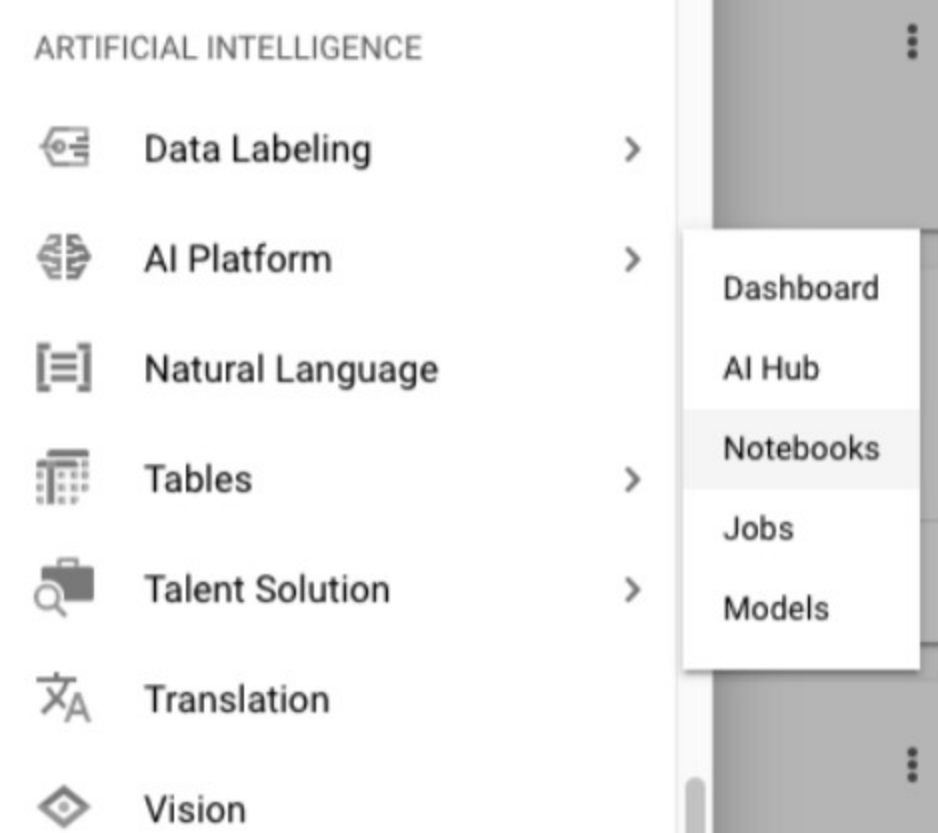 ARTIFICIAL INTELLIGENCE
Data Labeling
AI Platform
Natural Language
Tables
Talent Solution
Translation
Vision
Dashboard
AI Hub
Notebooks
Jobs
Models